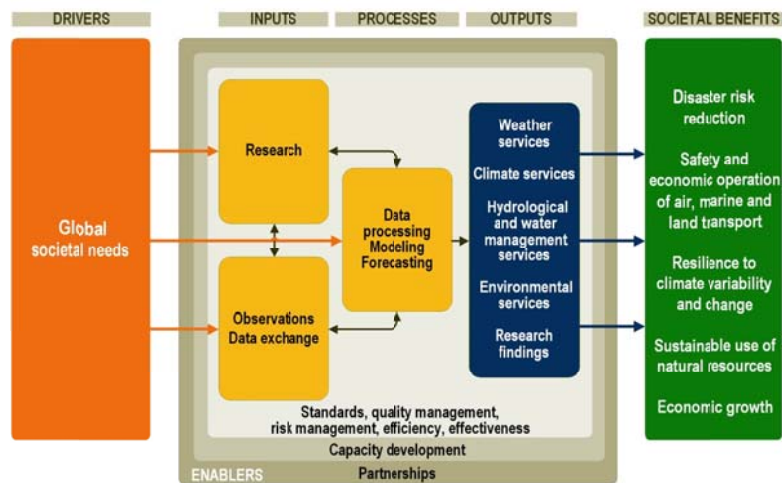 DRIVERS
INPUTS
PROCESSES
OUTPUTS
SOCIETAL BENEFITS
Global
societal needs
Research
Observations
Data exchange
Data
processing
Modeling
Forecasting
Weather
services
Climate services
Hydrological and
water
management
services
Environmental
services
Research
findings
Disaster risk
reduction
Safety and
economic operation
of air, marine and
land transport
Resilience to
climate variability
and change
Sustainable use of
natural resources
Economic growth
Standards, quality management,
risk management, efficiency, effectiveness
Capacity development
ENABLERS
Partnerships